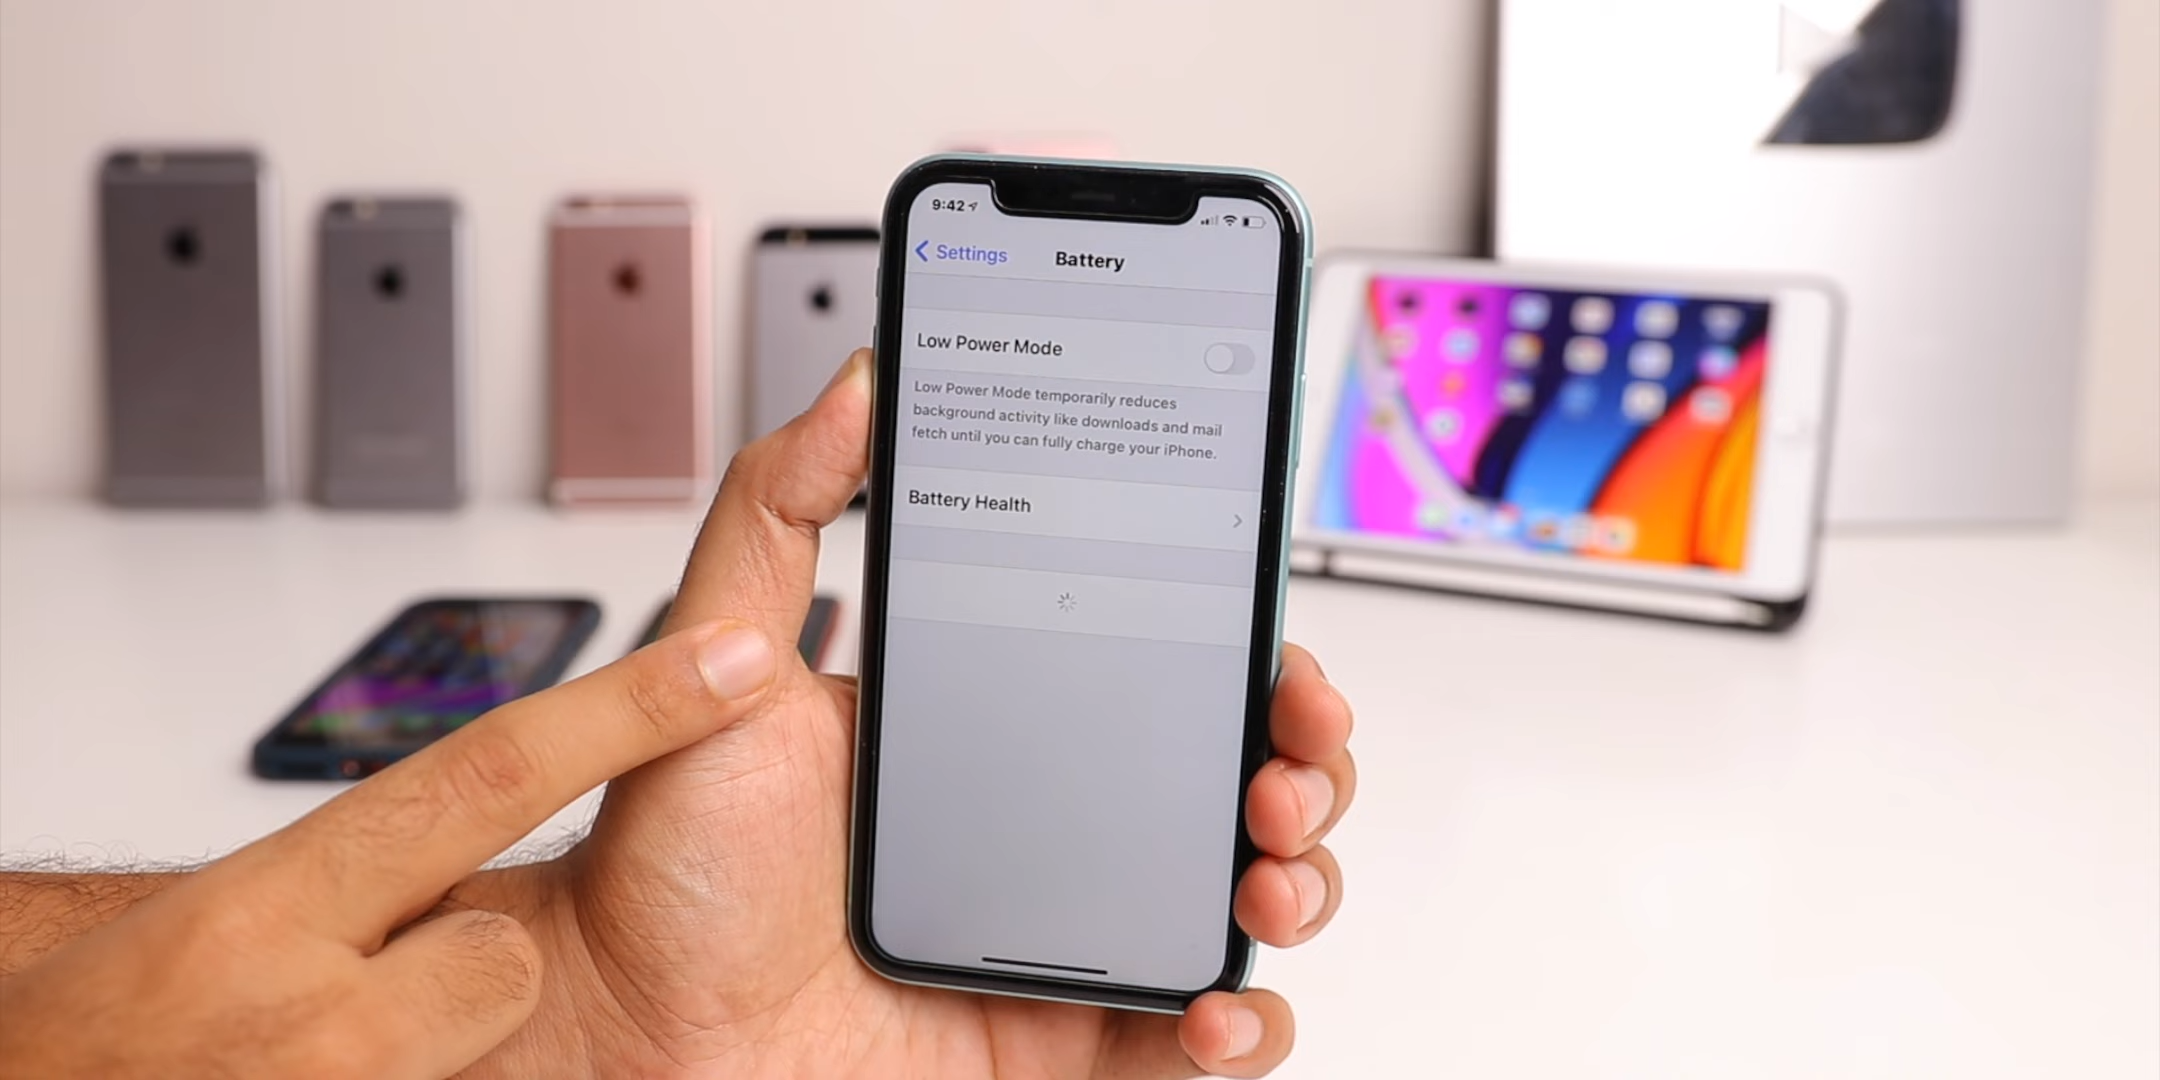 9:42
Settings
Battery
Low Power Mode
Low Power Mode temporarily reduces
background activity like downloads and mail
fetch until you can fully charge your iPhone.
Battery Health